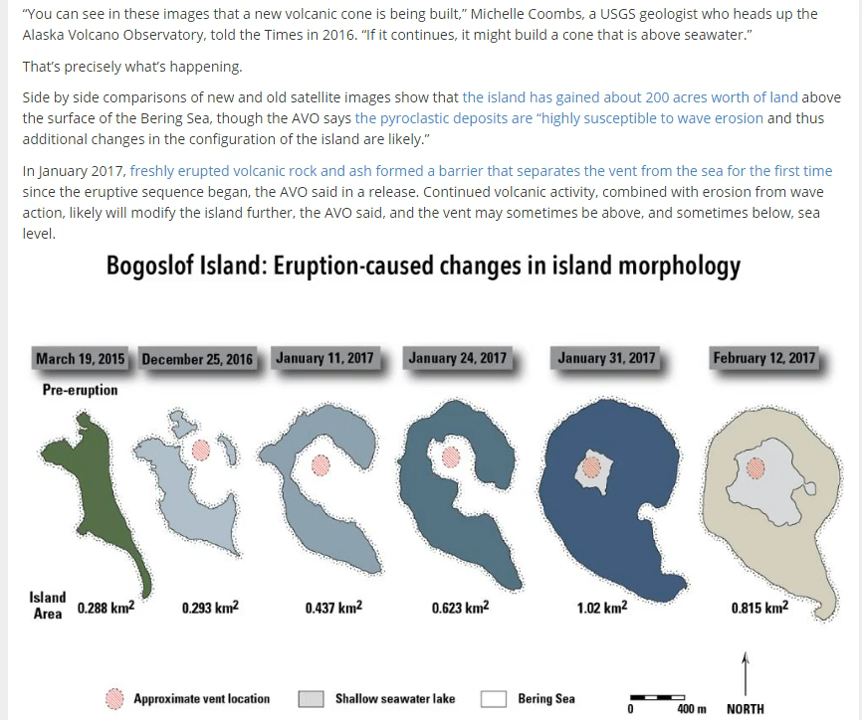 “You can see in these images that a new volcanic cone is being built,” Michelle Coombs, a USGS geologist who heads up the
Alaska Volcano Observatory, told the Times in 2016. “If it continues, it might build a cone that is above seawater.”
That’s precisely what’s happening.
Side by side comparisons of new and old satellite images show that the island has gained about 200 acres worth of land above
the surface of the Bering Sea, though the AVO says the pyroclastic deposits are “highly susceptible to wave erosion and thus
additional changes in the configuration of the island are likely.”
In January 2017, freshly erupted volcanic rock and ash formed a barrier that separates the vent from the sea for the first time
since the eruptive sequence began, the AVO said in a release. Continued volcanic activity, combined with erosion from wave
action, likely will modify the island further, the AVO said, and the vent may sometimes be above, and sometimes below, sea
level.
Bogoslof Island: Eruption-caused changes in island morphology
March 19, 2015 December 25, 2016 January 11, 2017 January 24, 2017 January 31, 2017 February 12, 2017
Pre-eruption
Island
Area 0.288 km² 0.293 km² 0.437 km² 0.623 km² 1.02 km² 0.815 km²
Approximate vent location Shallow seawater lake Bering Sea
0 400 m NORTH